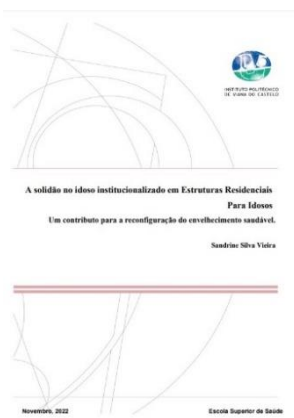 INSTITUTO POLITÉCNICO
DE VIANA DO CASTELO
A solidão no idoso institucionalizado em Estruturas Residenciais
Para Idosos
Um contributo para a reconfiguração do envelhecimento saudável.
Sandrine Silva Vieira
Novembro, 2022
Escola Superior de Saúde